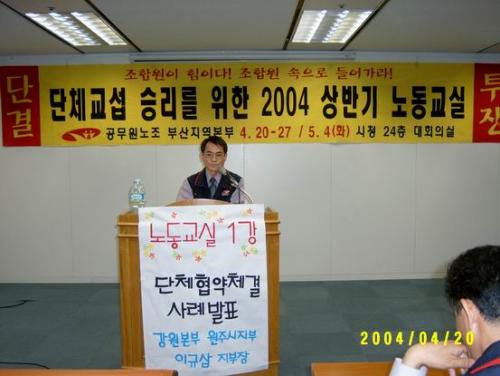 조합원이 힘이다! 조합원 속으로 들어가라!
단결
단체교섭 승리를 위한 2004 상반기 노동교실
투쟁
공무원노조 부산지역본부 4. 20-27 / 5. 4(화) 시청 24층 대회의실
노동교실 1강
단체협약체결
사례발표
강원본부 원주시지부
이규삼 지부장
2004/04/20